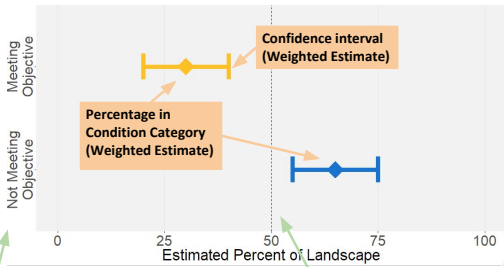 Meeting
Objective
Confidence interval
(Weighted Estimate)
Percentage in
Condition Category
(Weighted Estimate)
Not Meeting
Objective
0 25 50 75 100
Estimated Percent of Landscape